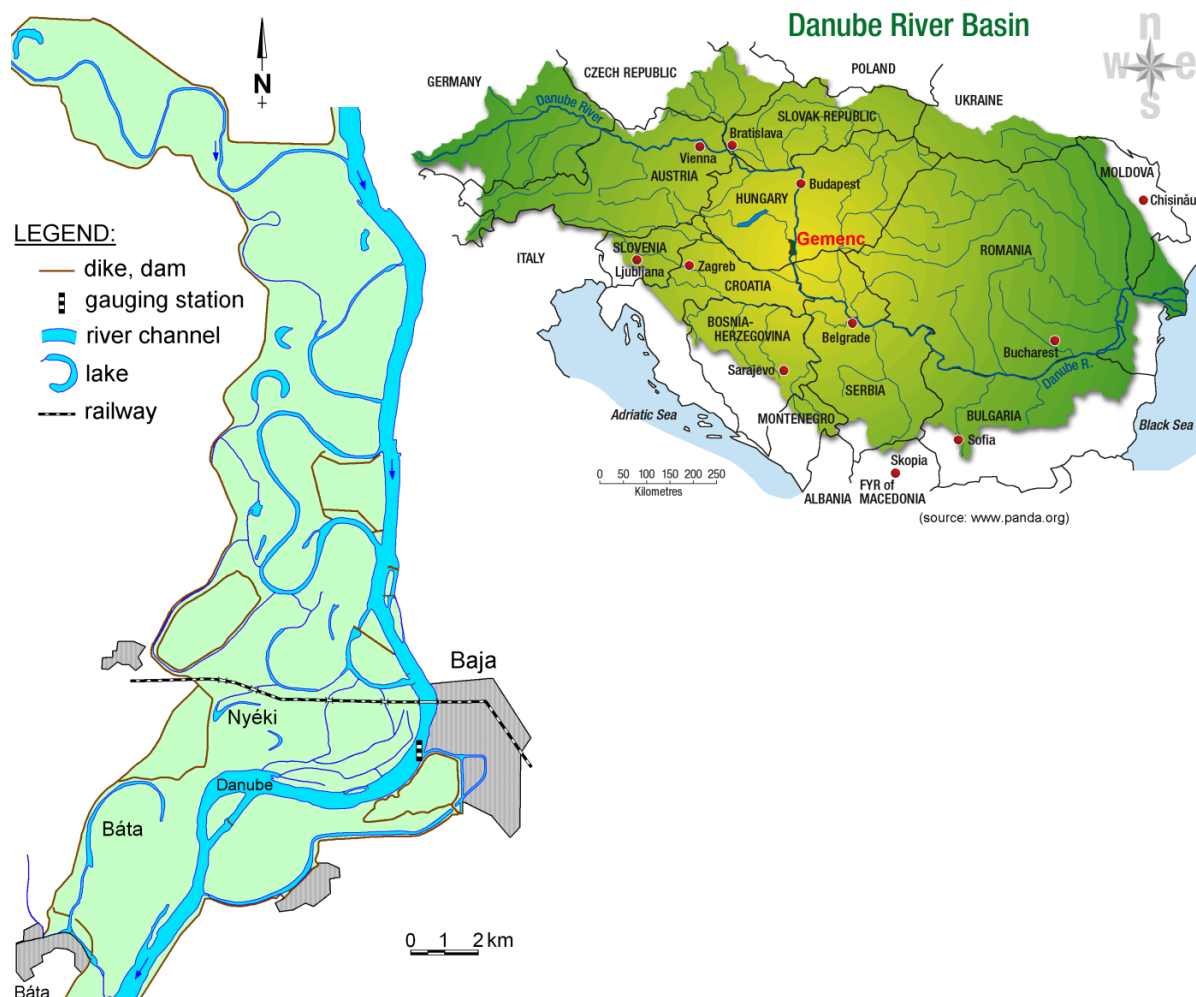 N
LEGEND:
dike, dam
gauging station
river channel
lake
railway
Baja
Nyéki
Danube
Báta
0 1 2 km
Báta
Danube River Basin
n
w e
s
GERMANY
CZECH REPUBLIC
POLAND
UKRAINE
Danube River
SLOVAK REPUBLIC
Bratislava
Vienna
AUSTRIA
MOLDOVA
Chisinău
HUNGARY
Budapest
Gemenc
ITALY
SLOVENIA
Ljubljana
Zagreb
CROATIA
ROMANIA
BOSNIA-
HERZEGOVINA
Belgrade
Bucharest
Sarajevo
Danube R.
SERBIA
Adriatic Sea
MONTENEGRO
BULGARIA
Black Sea
Sofia
0 50 100 150 200 250
Kilometres
Skopia
ALBANIA
FYR of
MACEDONIA
(source: www.panda.org)